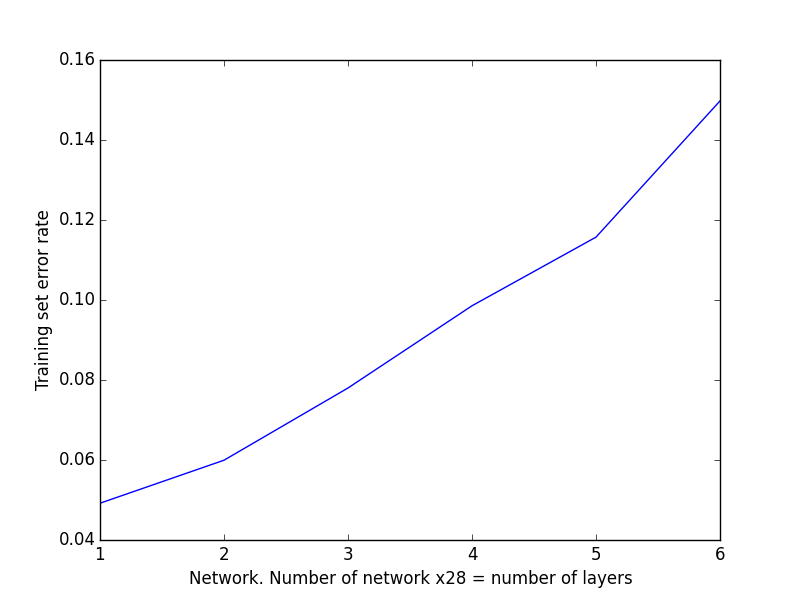 0.16
0.14
0.12
0.10
0.08
0.06
0.04
Training set error rate
1 2 3 4 5 6
Network. Number of network x28 = number of layers